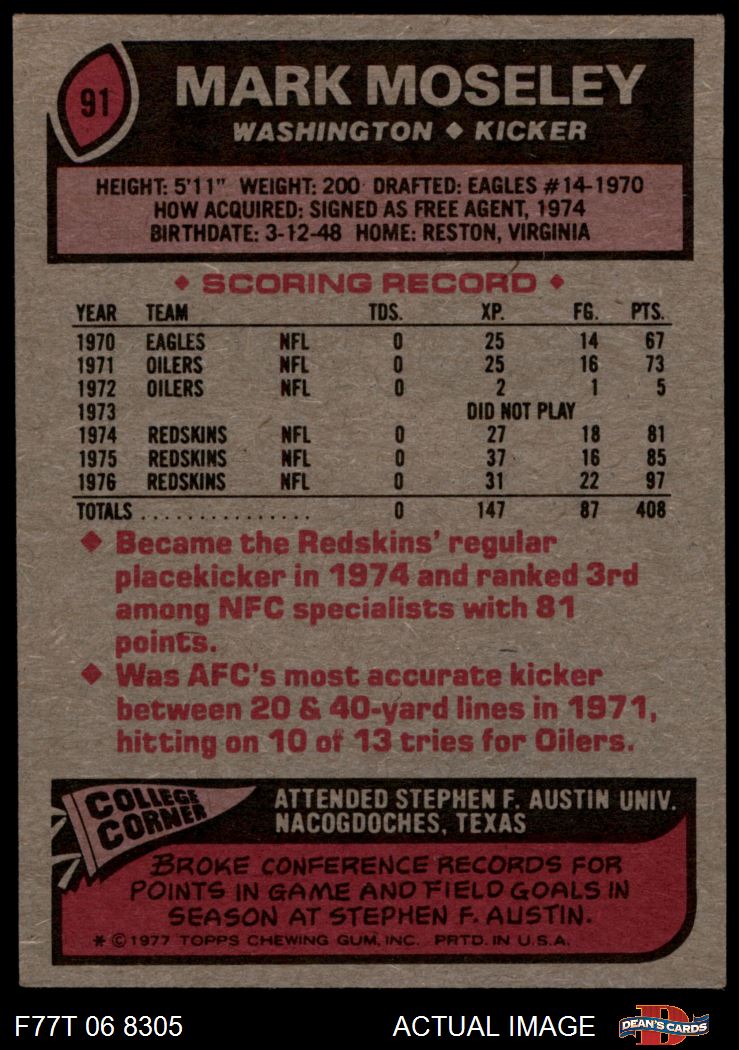 91
MARK MOSELEY
WASHINGTON ◆ KICKER
HEIGHT: 5'11" WEIGHT: 200 DRAFTED: EAGLES #14-1970
HOW ACQUIRED: SIGNED AS FREE AGENT, 1974
BIRTHDATE: 3-12-48 HOME: RESTON, VIRGINIA
◆ SCORING RECORD ◆
YEAR TEAM TDS. XP. FG. PTS.
1970 EAGLES NFL 0 25 14 67
1971 OILERS NFL 0 25 16 73
1972 OILERS NFL 0 2 1 5
1973 DID NOT PLAY
1974 REDSKINS NFL 0 27 18 81
1975 REDSKINS NFL 0 37 16 85
1976 REDSKINS NFL 0 31 22 97
TOTALS ................ 0 147 87 408
◆ Became the Redskins' regular
placekicker in 1974 and ranked 3rd
among NFC specialists with 81
points.
◆ Was AFC's most accurate kicker
between 20 & 40-yard lines in 1971,
hitting on 10 of 13 tries for Oilers.
COLLEGE
CORNER
ATTENDED STEPHEN F. AUSTIN UNIV.
NACOGDOCHES, TEXAS
BROKE CONFERENCE RECORDS FOR
POINTS IN GAME AND FIELD GOALS IN
SEASON AT STEPHEN F. AUSTIN.
* © 1977 TOPPS CHEWING GUM, INC. PRTD. IN U.S.A.
F77T 06 8305
ACTUAL IMAGE
D
DEAN'S CARDS